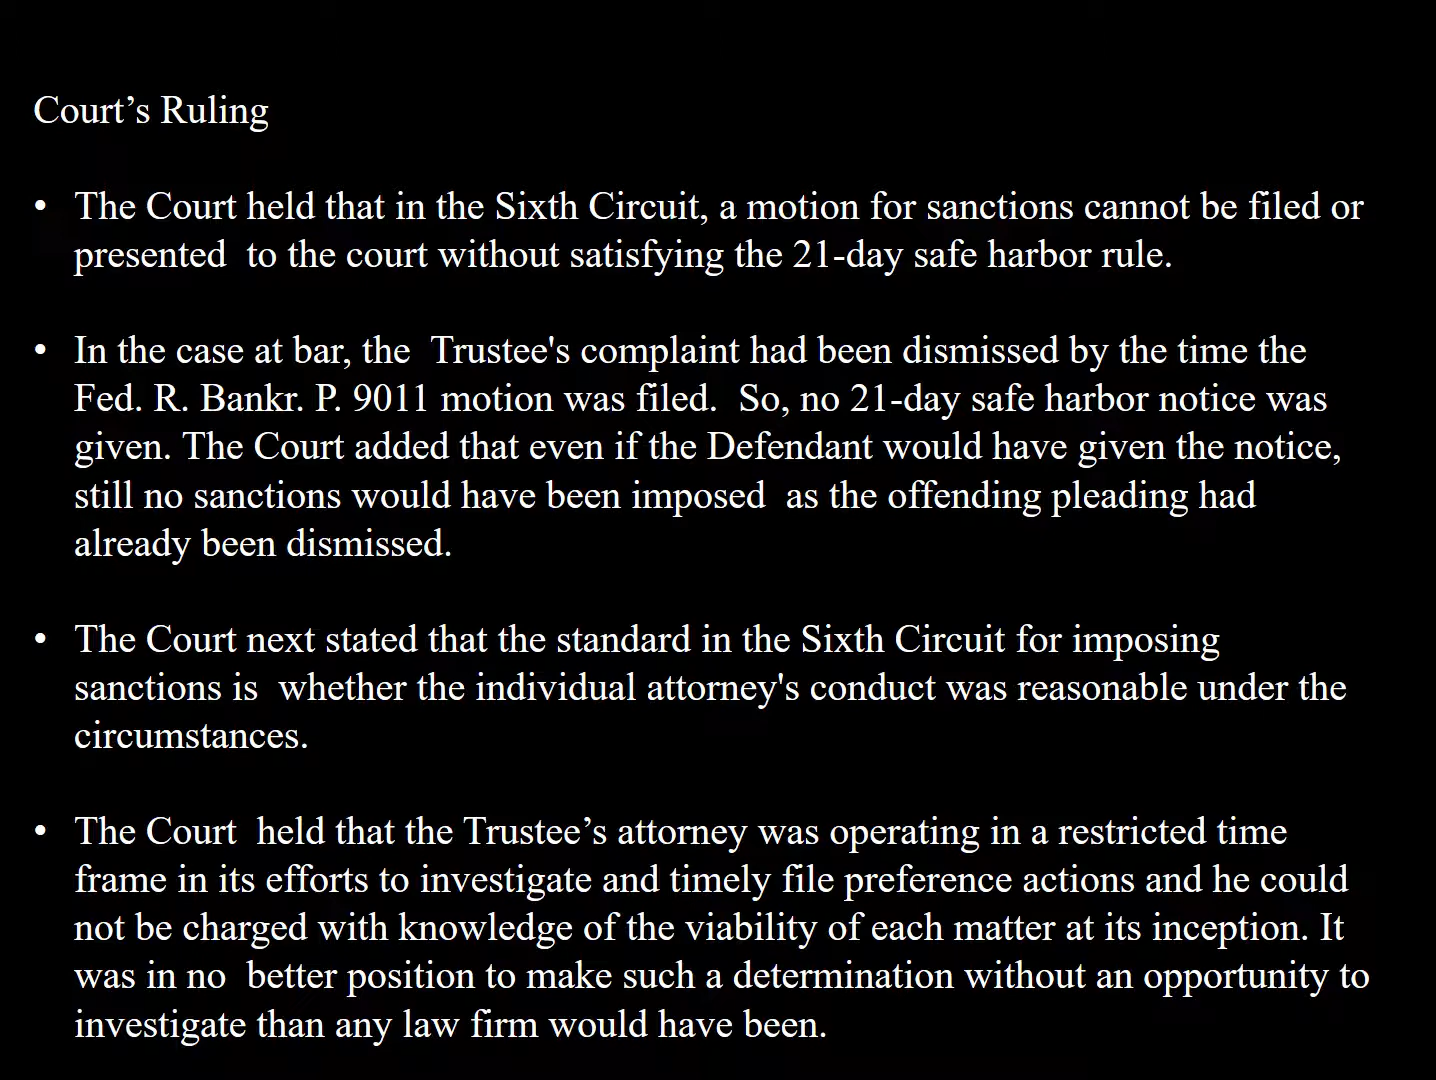 Court’s Ruling
• The Court held that in the Sixth Circuit, a motion for sanctions cannot be filed or
presented  to the court without satisfying the 21-day safe harbor rule.
• In the case at bar, the  Trustee's complaint had been dismissed by the time the
Fed. R. Bankr. P. 9011 motion was filed.  So, no 21-day safe harbor notice was
given. The Court added that even if the Defendant would have given the notice,
still no sanctions would have been imposed  as the offending pleading had
already been dismissed.
• The Court next stated that the standard in the Sixth Circuit for imposing
sanctions is  whether the individual attorney's conduct was reasonable under the
circumstances.
• The Court  held that the Trustee’s attorney was operating in a restricted time
frame in its efforts to investigate and timely file preference actions and he could
not be charged with knowledge of the viability of each matter at its inception. It
was in no  better position to make such a determination without an opportunity to
investigate than any law firm would have been.